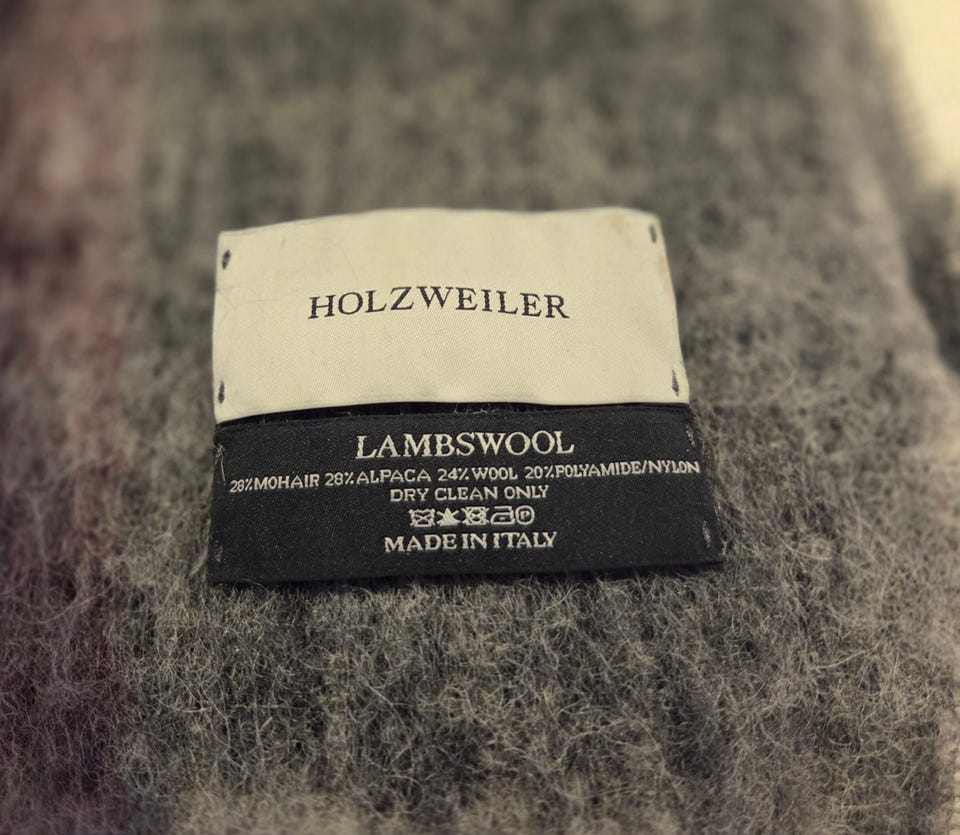 HOLZWEILER
LAMBSWOOL
28%MOHAIR 28%ALPACA 24%WOOL 20%POLYAMIDE/NYLON
DRY CLEAN ONLY
MADE IN ITALY